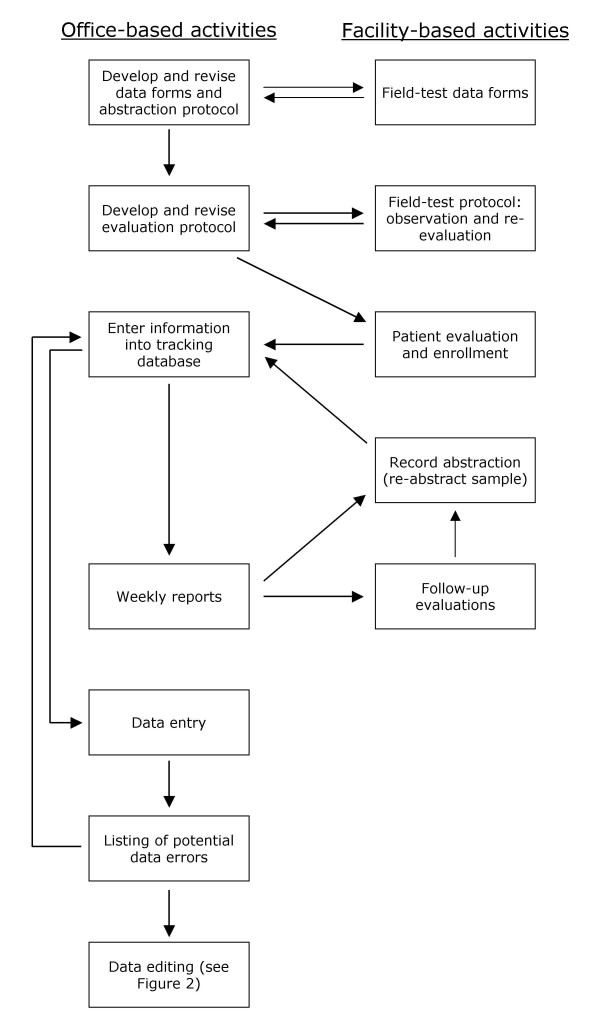 Office-based activities
Facility-based activities
Develop and revise
data forms and
abstraction protocol
Field-test data forms
Develop and revise
evaluation protocol
Field-test protocol:
observation and re-
evaluation
Enter information
into tracking
database
Patient evaluation
and enrollment
Record abstraction
(re-abstract sample)
Weekly reports
Follow-up
evaluations
Data entry
Listing of potential
data errors
Data editing (see
Figure 2)